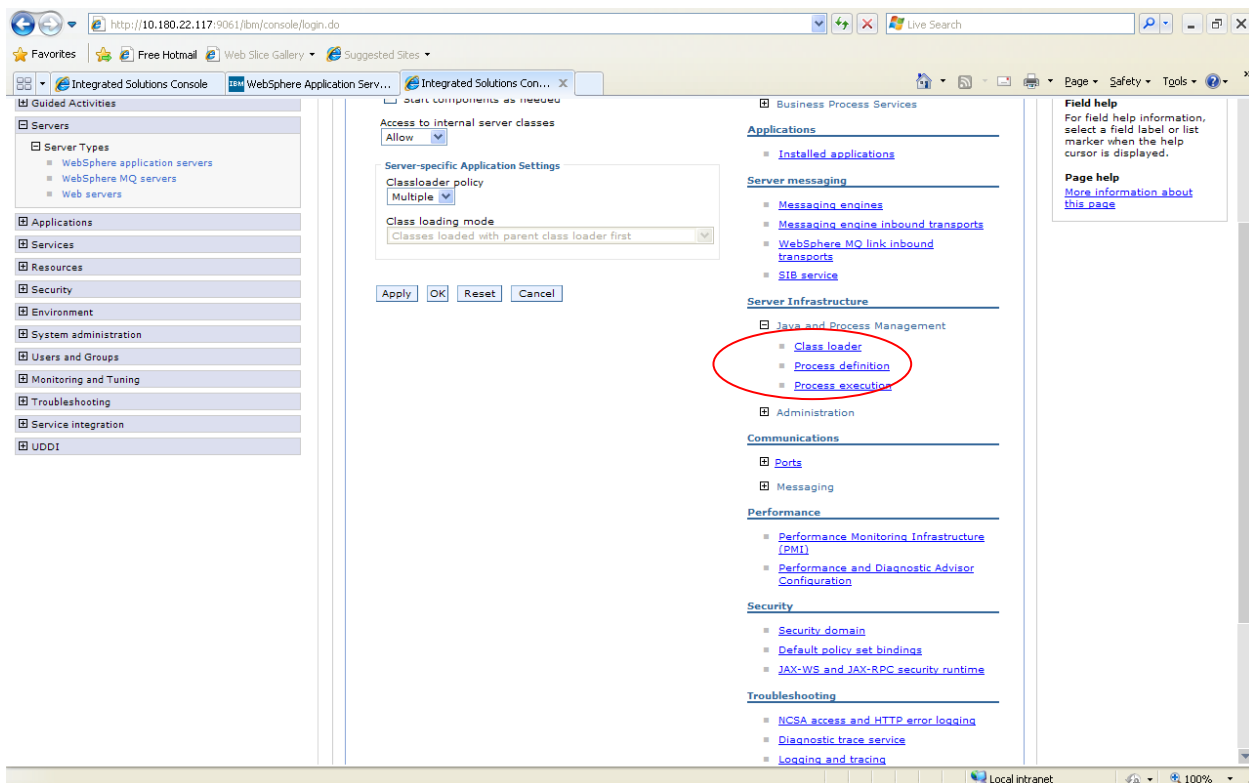 http://10.180.22.117:9061/ibm/console/login.do
Live Search
Favorites
Free Hotmail
Web Slice Gallery
Suggested Sites
Integrated Solutions Console
WebSphere Application Serv...
Integrated Solutions Con...
X
Page
Safety
Tools
»
Guided Activities
Servers
Server Types
WebSphere application servers
WebSphere MQ servers
Web servers
Applications
Services
Resources
Security
Environment
System administration
Users and Groups
Monitoring and Tuning
Troubleshooting
Service integration
UDDI
Start components as needed
Access to internal server classes
Allow
Server-specific Application Settings
Classloader policy
Multiple
Class loading mode
Classes loaded with parent class loader first
Apply OK Reset Cancel
Business Process Services
Applications
Installed applications
Server messaging
Messaging engines
Messaging engine inbound transports
WebSphere MQ link inbound
transports
SIB service
Server Infrastructure
Java and Process Management
Class loader
Process definition
Process execution
Administration
Communications
Ports
Messaging
Performance
Performance Monitoring Infrastructure
(PMI)
Performance and Diagnostic Advisor
Configuration
Security
Security domain
Default policy set bindings
JAX-WS and JAX-RPC security runtime
Troubleshooting
NCSA access and HTTP error logging
Diagnostic trace service
Logging and tracing
Field help
For field help information,
select a field label or list
marker when the help
cursor is displayed.
Page help
More information about
this page
Local intranet
100%